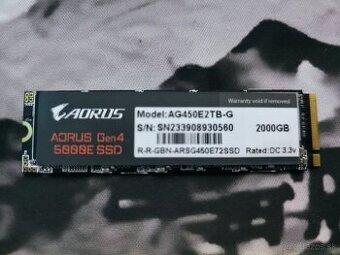 Warranty void if removed
AORUS
Model:AG450E2TB-G
S/N: SN233908930560
2000GB
AORUS Gen4
5000E SSD
R-R-GBN-ARSG450E72SSD
Rated:DC 3.3v